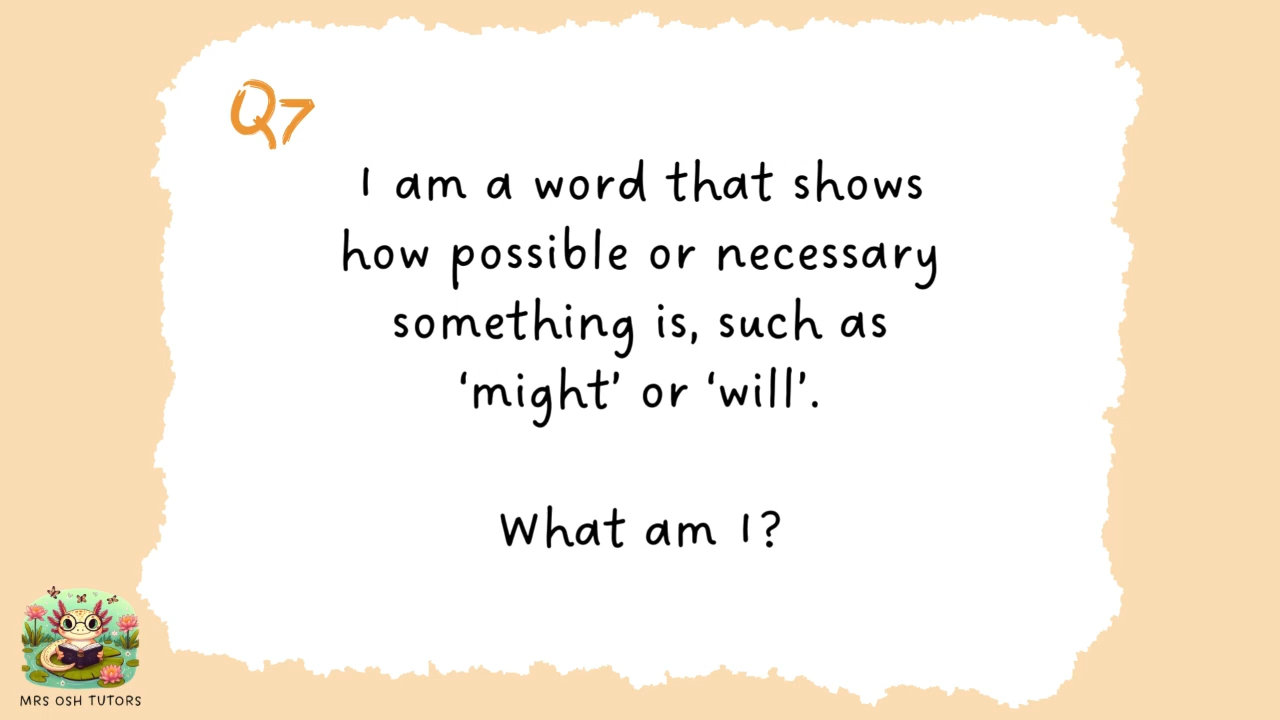 Q7
I am a word that shows
how possible or necessary
something is, such as
‘might’ or ‘will’.
What am I?
MRS OSH TUTORS